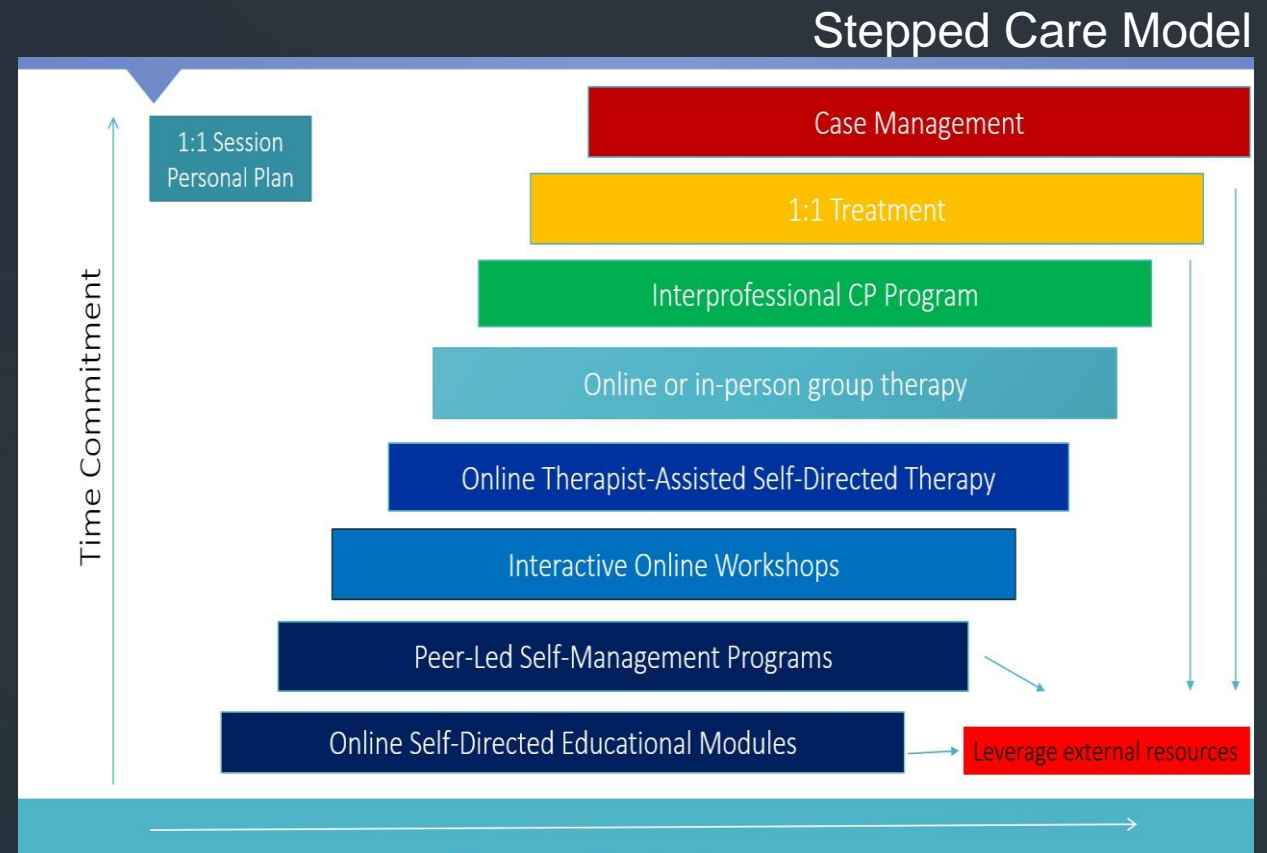 Stepped Care Model
1:1 Session
Personal Plan
Case Management
1:1 Treatment
Interprofessional CP Program
Online or in-person group therapy
Online Therapist-Assisted Self-Directed Therapy
Interactive Online Workshops
Peer-Led Self-Management Programs
Online Self-Directed Educational Modules
Leverage external resources
Time Commitment